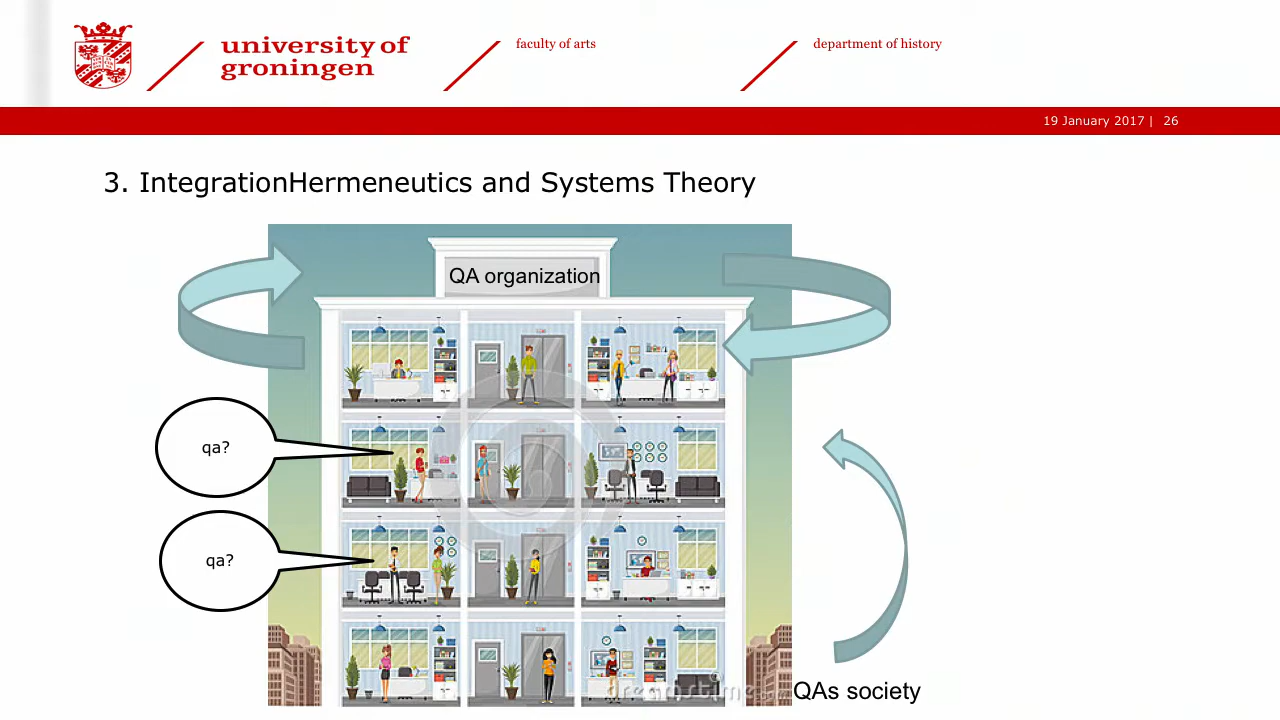 university of
groningen
faculty of arts
department of history
19 January 2017 | 26
3. IntegrationHermeneutics and Systems Theory
QA organization
qa?
qa?
dreamstime
QAs society